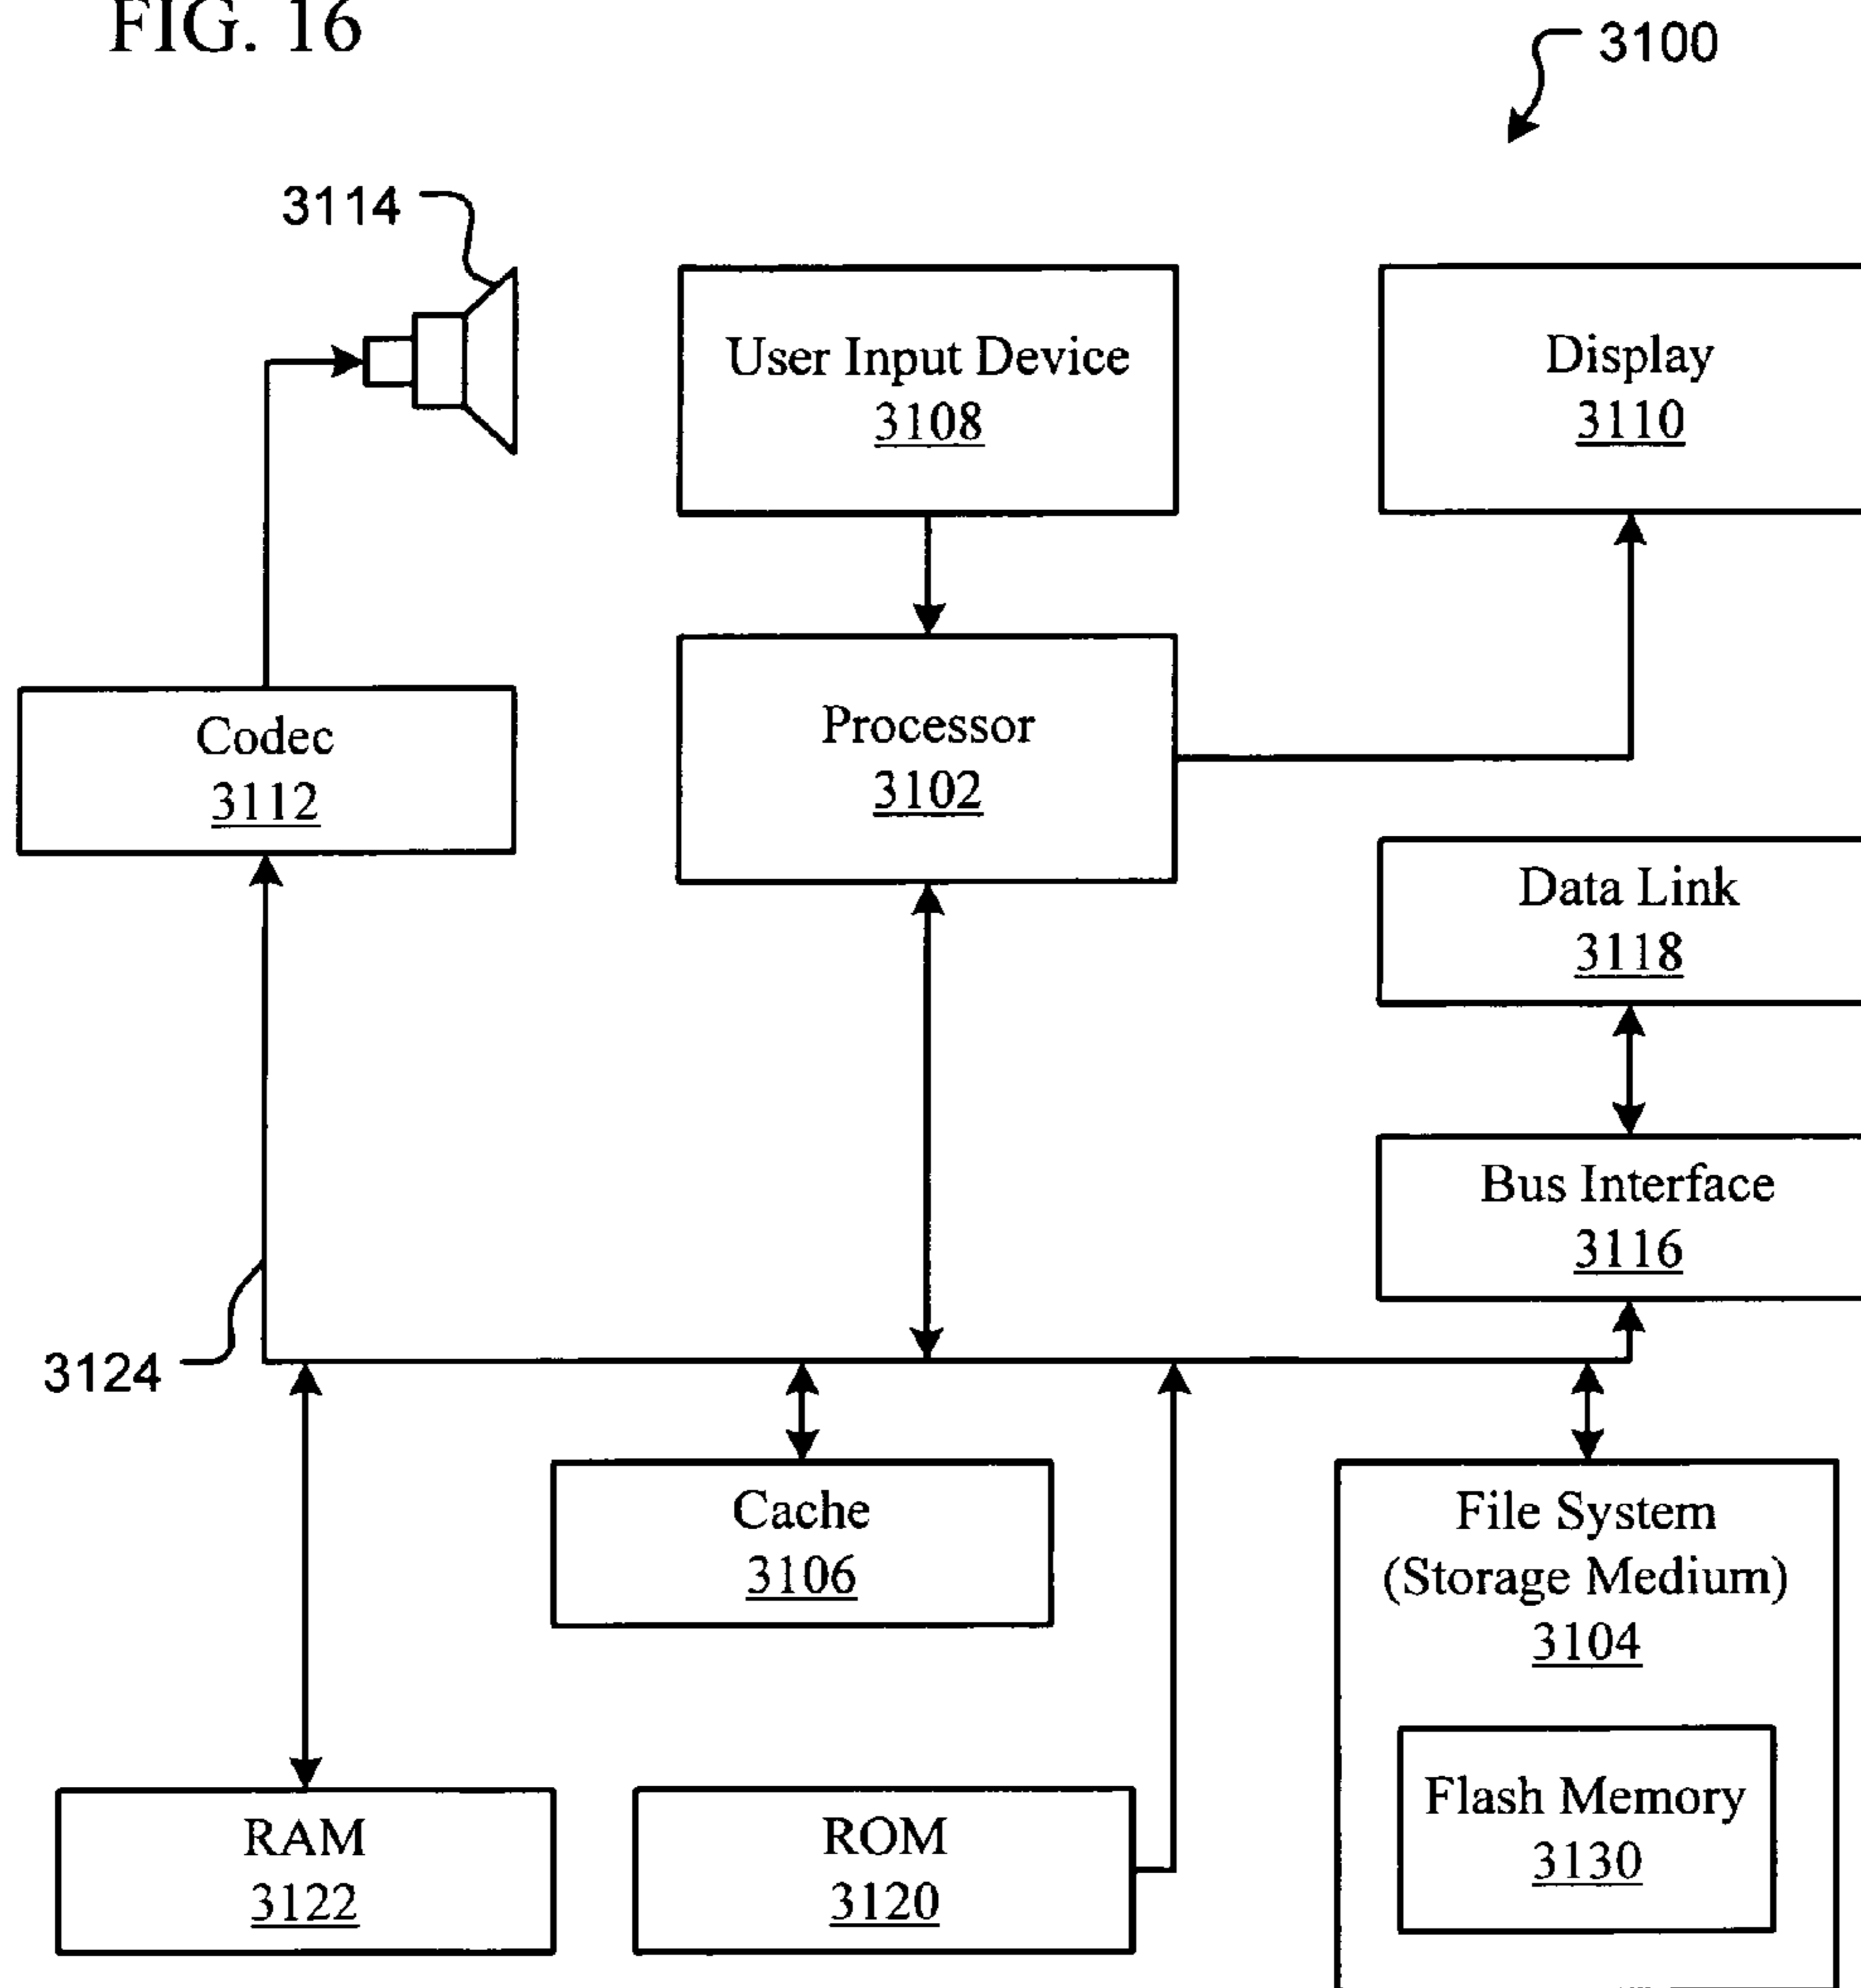 FIG. 16
3100
3114
User Input Device
3108
Display
3110
Codec
3112
Processor
3102
Data Link
3118
Bus Interface
3116
3124
Cache
3106
File System
(Storage Medium)
3104
Flash Memory
3130
RAM
3122
ROM
3120